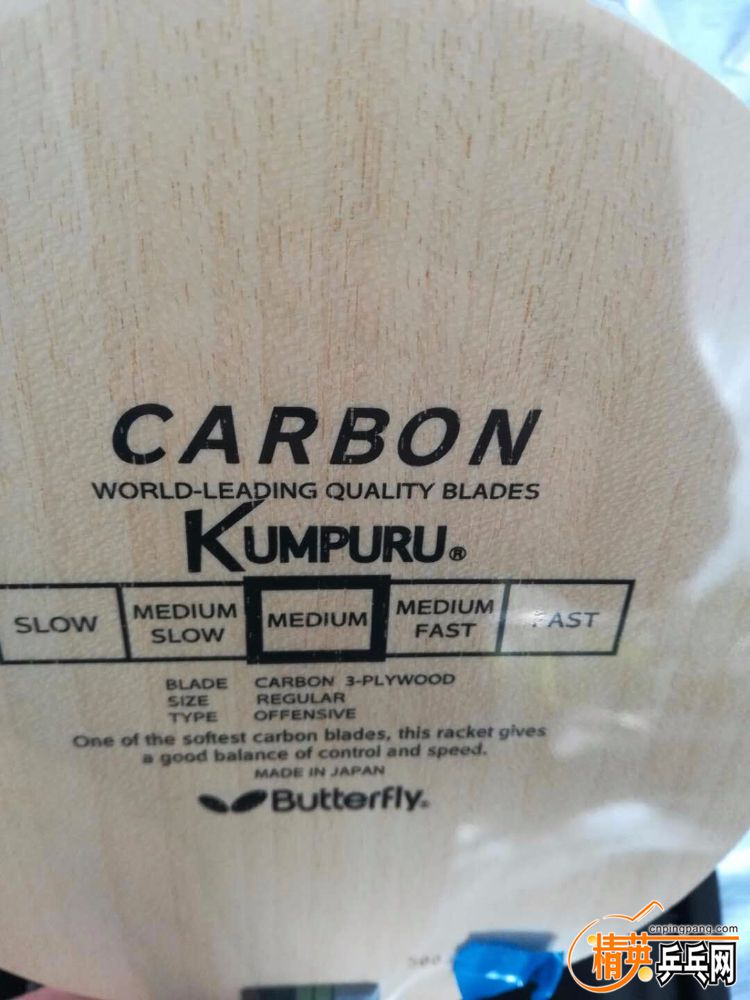 CARBON
WORLD-LEADING QUALITY BLADES
KUMPURU®
SLOW MEDIUM SLOW MEDIUM MEDIUM FAST FAST
BLADE CARBON 3-PLYWOOD
SIZE REGULAR
TYPE OFFENSIVE
One of the softest carbon blades, this racket gives
a good balance of control and speed.
MADE IN JAPAN
Butterfly®
cnpingpang.com
精英乒乓网